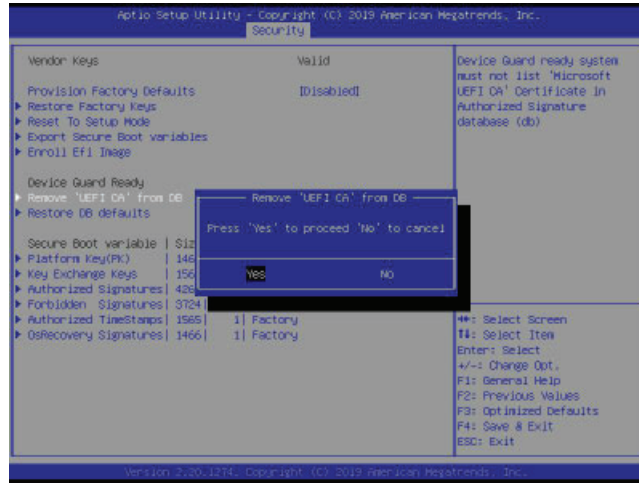 Aptio Setup Utility - Copyright (C) 2019 American Megatrends, Inc.
Security
Vendor Keys Valid
Provision Factory Defaults [Disabled]
Restore Factory Keys
Reset To Setup Mode
Export Secure Boot variables
Enroll Efi Image
Device Guard Ready
Remove 'UEFI CA' from DB
Restore DB defaults
Secure Boot variable | Siz
Platform Key(PK) | 146
Key Exchange Keys | 156
Authorized Signatures| 426
Forbidden Signatures| 3724|
Authorized TimeStamps| 1565| 1| Factory
OsRecovery Signatures| 1466| 1| Factory
Remove 'UEFI CA' from DB
Press 'Yes' to proceed 'No' to cancel
Yes No
Device Guard ready system
must not list 'Microsoft
UEFI CA' Certificate in
Authorized Signature
database (db)
↔: Select Screen
↑↓: Select Item
Enter: Select
+/-: Change Opt.
F1: General Help
F2: Previous Values
F3: Optimized Defaults
F4: Save & Exit
ESC: Exit
Version 2.20.1274. Copyright (C) 2019 American Megatrends, Inc.